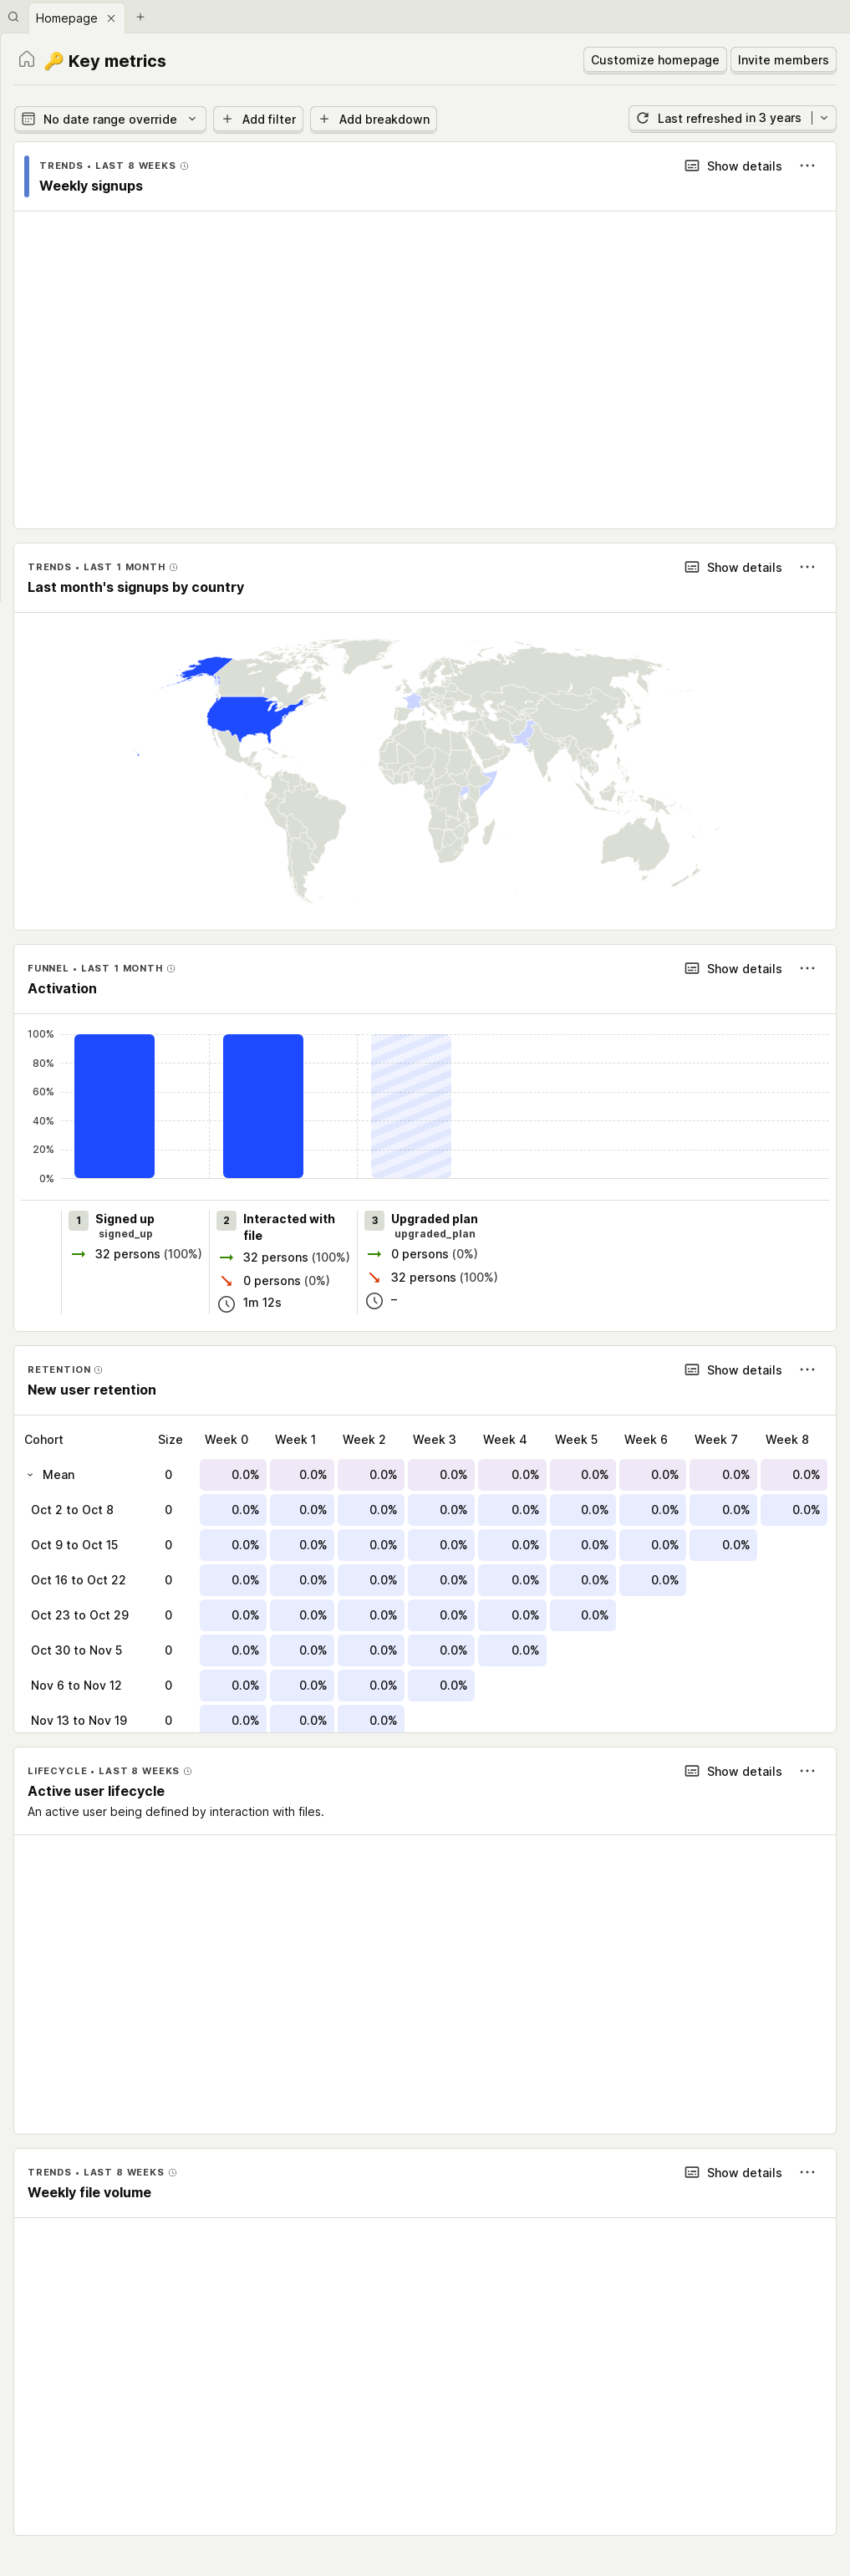 Homepage
🔑 Key metrics
Customize homepage
Invite members
No date range override
Add filter
Add breakdown
Last refreshed in 3 years
TRENDS • LAST 8 WEEKS
Show details
Weekly signups
TRENDS • LAST 1 MONTH
Show details
Last month's signups by country
FUNNEL • LAST 1 MONTH
Show details
Activation
100%
80%
60%
40%
20%
0%
1 Signed up
signed_up
32 persons (100%)
2 Interacted with
file
32 persons (100%)
0 persons (0%)
1m 12s
3 Upgraded plan
upgraded_plan
0 persons (0%)
32 persons (100%)
–
RETENTION
Show details
New user retention
Cohort Size Week 0 Week 1 Week 2 Week 3 Week 4 Week 5 Week 6 Week 7 Week 8
Mean 0 0.0% 0.0% 0.0% 0.0% 0.0% 0.0% 0.0% 0.0% 0.0%
Oct 2 to Oct 8 0 0.0% 0.0% 0.0% 0.0% 0.0% 0.0% 0.0% 0.0% 0.0%
Oct 9 to Oct 15 0 0.0% 0.0% 0.0% 0.0% 0.0% 0.0% 0.0% 0.0%
Oct 16 to Oct 22 0 0.0% 0.0% 0.0% 0.0% 0.0% 0.0% 0.0%
Oct 23 to Oct 29 0 0.0% 0.0% 0.0% 0.0% 0.0% 0.0%
Oct 30 to Nov 5 0 0.0% 0.0% 0.0% 0.0% 0.0%
Nov 6 to Nov 12 0 0.0% 0.0% 0.0% 0.0%
Nov 13 to Nov 19 0 0.0% 0.0% 0.0%
LIFECYCLE • LAST 8 WEEKS
Show details
Active user lifecycle
An active user being defined by interaction with files.
TRENDS • LAST 8 WEEKS
Show details
Weekly file volume